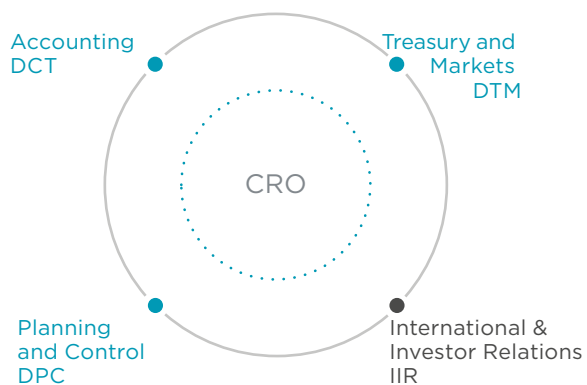 Accounting
DCT
Treasury and
Markets
DTM
CRO
Planning
and Control
DPC
International &
Investor Relations
IIR